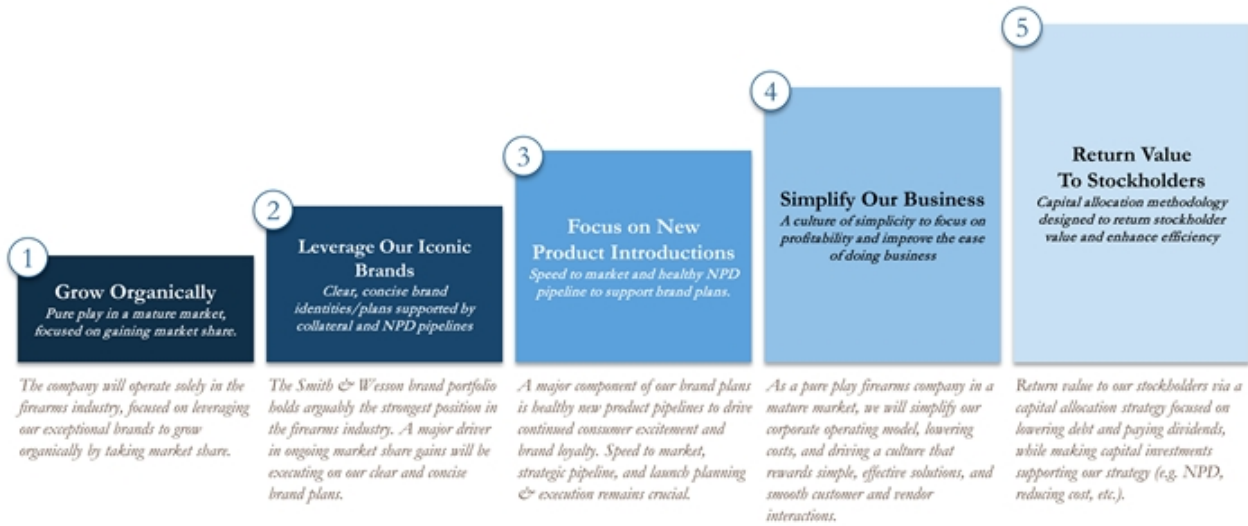 1
Grow Organically
Pure play in a mature market,
focused on gaining market share.
The company will operate solely in the
firearms industry, focused on leveraging
our exceptional brands to grow
organically by taking market share.
2
Leverage Our Iconic
Brands
Clear, concise brand
identities/plans supported by
collateral and NPD pipelines
The Smith & Wesson brand portfolio
holds arguably the strongest position in
the firearms industry. A major driver
in ongoing market share gains will be
executing on our clear and concise
brand plans.
3
Focus on New
Product Introductions
Speed to market and healthy NPD
pipeline to support brand plans.
A major component of our brand plans
is healthy new product pipelines to drive
continued consumer excitement and
brand loyalty. Speed to market,
strategic pipeline, and launch planning
& execution remains crucial.
4
Simplify Our Business
A culture of simplicity to focus on
profitability and improve the ease
of doing business
As a pure play firearms company in a
mature market, we will simplify our
corporate operating model, lowering
costs, and driving a culture that
rewards simple, effective solutions, and
smooth customer and vendor
interactions.
5
Return Value
To Stockholders
Capital allocation methodology
designed to return stockholder
value and enhance efficiency
Return value to our stockholders via a
capital allocation strategy focused on
lowering debt and paying dividends,
while making capital investments
supporting our strategy (e.g. NPD,
reducing cost, etc.).